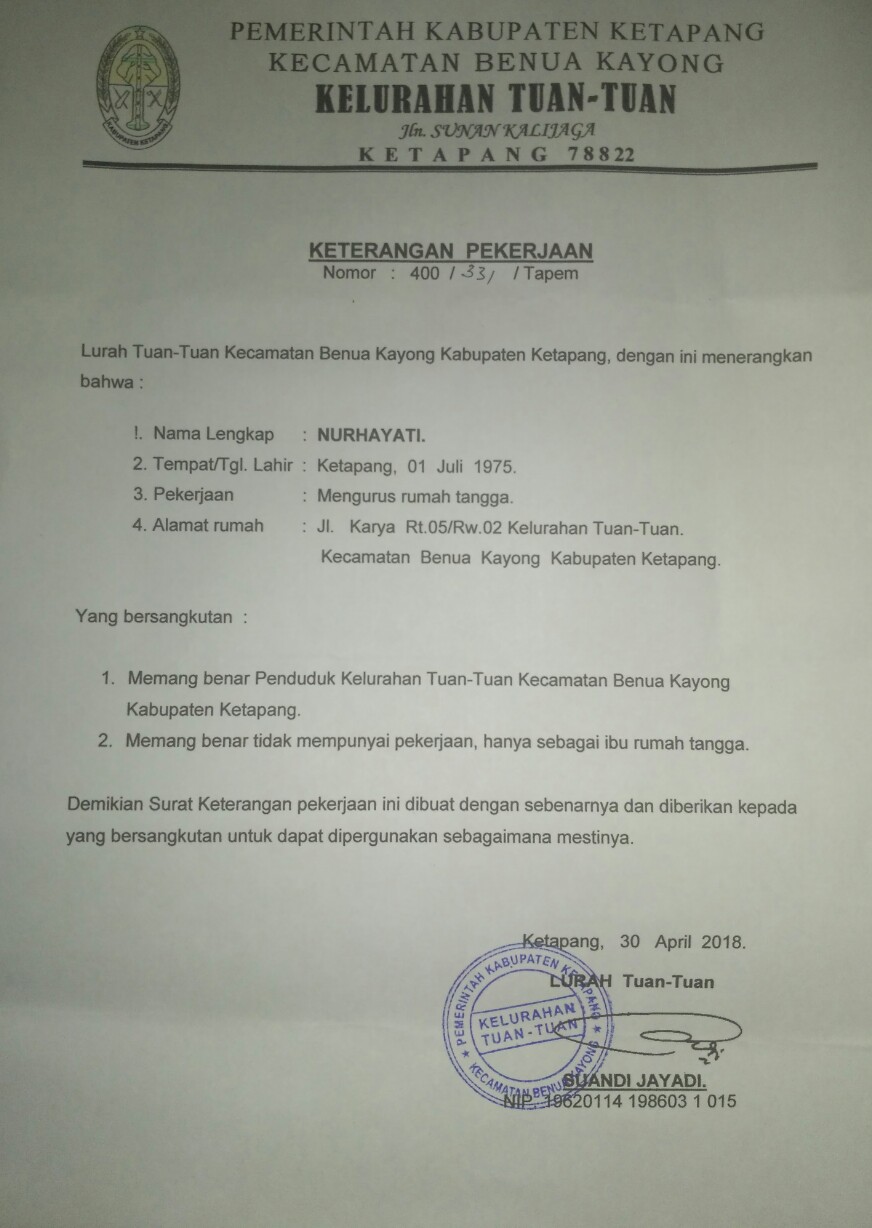 PEMERINTAH KABUPATEN KETAPANG
KECAMATAN BENUA KAYONG
KELURAHAN TUAN-TUAN
Jln. SUNAN KALIJAGA
KETAPANG 78822
KABUPATEN KETAPANG
KETERANGAN PEKERJAAN
Nomor : 400 / 331 / Tapem
Lurah Tuan-Tuan Kecamatan Benua Kayong Kabupaten Ketapang, dengan ini menerangkan
bahwa :
!. Nama Lengkap : NURHAYATI.
2. Tempat/Tgl. Lahir : Ketapang, 01 Juli 1975.
3. Pekerjaan : Mengurus rumah tangga.
4. Alamat rumah : Jl. Karya Rt.05/Rw.02 Kelurahan Tuan-Tuan.
Kecamatan Benua Kayong Kabupaten Ketapang.
Yang bersangkutan :
1. Memang benar Penduduk Kelurahan Tuan-Tuan Kecamatan Benua Kayong
Kabupaten Ketapang.
2. Memang benar tidak mempunyai pekerjaan, hanya sebagai ibu rumah tangga.
Demikian Surat Keterangan pekerjaan ini dibuat dengan sebenarnya dan diberikan kepada
yang bersangkutan untuk dapat dipergunakan sebagaimana mestinya.
Ketapang, 30 April 2018.
LURAH Tuan-Tuan
PEMERINTAH KABUPATEN KETAPANG
KELURAHAN
TUAN-TUAN
KECAMATAN BENUA KAYONG
SUANDI JAYADI.
NIP. 19620114 198603 1 015